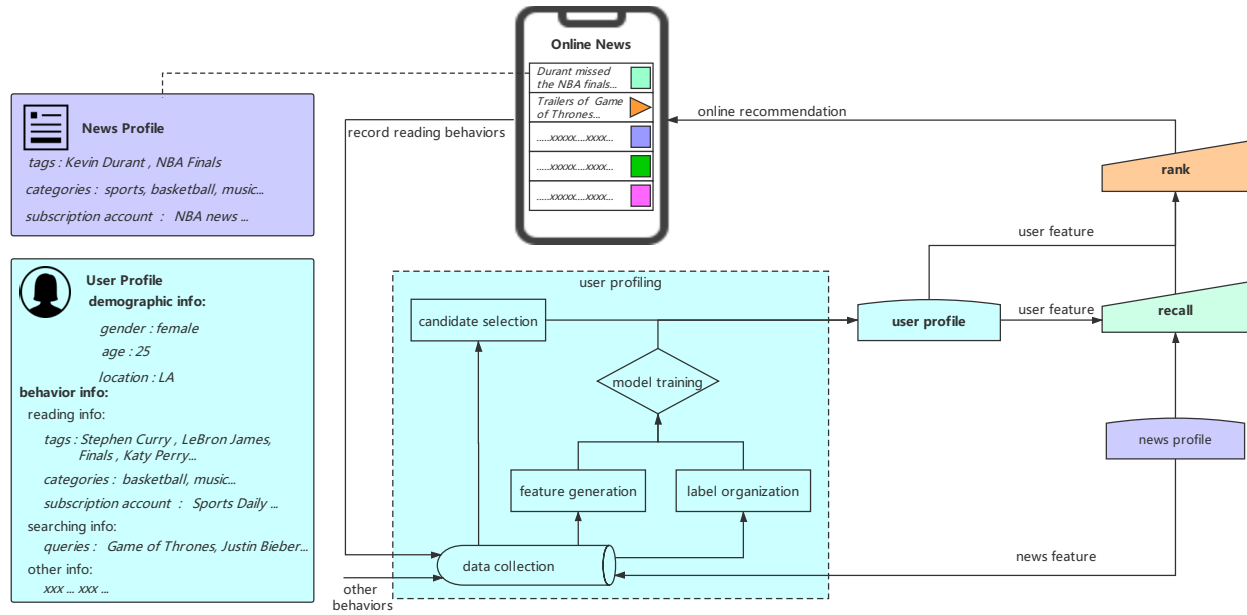 Online News
Durant missed
the NBA finals...
Trailers of Game
of Thrones...
.....xxxxx....xxxx...
.....xxxxx....xxxx...
.....xxxxx....xxxx...
News Profile
tags : Kevin Durant , NBA Finals
categories : sports, basketball, music...
subscription account : NBA news ...
record reading behaviors
online recommendation
rank
user feature
User Profile
demographic info:
gender : female
age : 25
location : LA
behavior info:
reading info:
tags : Stephen Curry , LeBron James,
Finals , Katy Perry...
categories : basketball, music...
subscription account : Sports Daily ...
searching info:
queries : Game of Thrones, Justin Bieber...
other info:
xxx ... xxx ...
user profiling
candidate selection
user profile
user feature
recall
model training
news profile
feature generation
label organization
data collection
news feature
other
behaviors